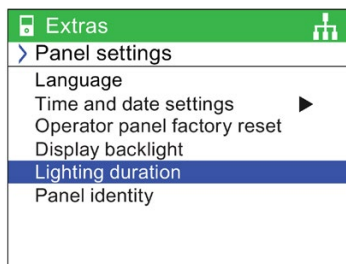 Extras
Panel settings
Language
Time and date settings
Operator panel factory reset
Display backlight
Lighting duration
Panel identity